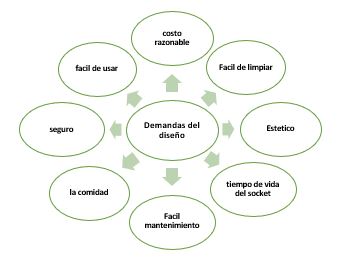 costo
razonable
facil de usar
Facil de limpiar
seguro
Demandas del
diseño
Estetico
la comidad
tiempo de vida
del socket
Facil
mantenimiento